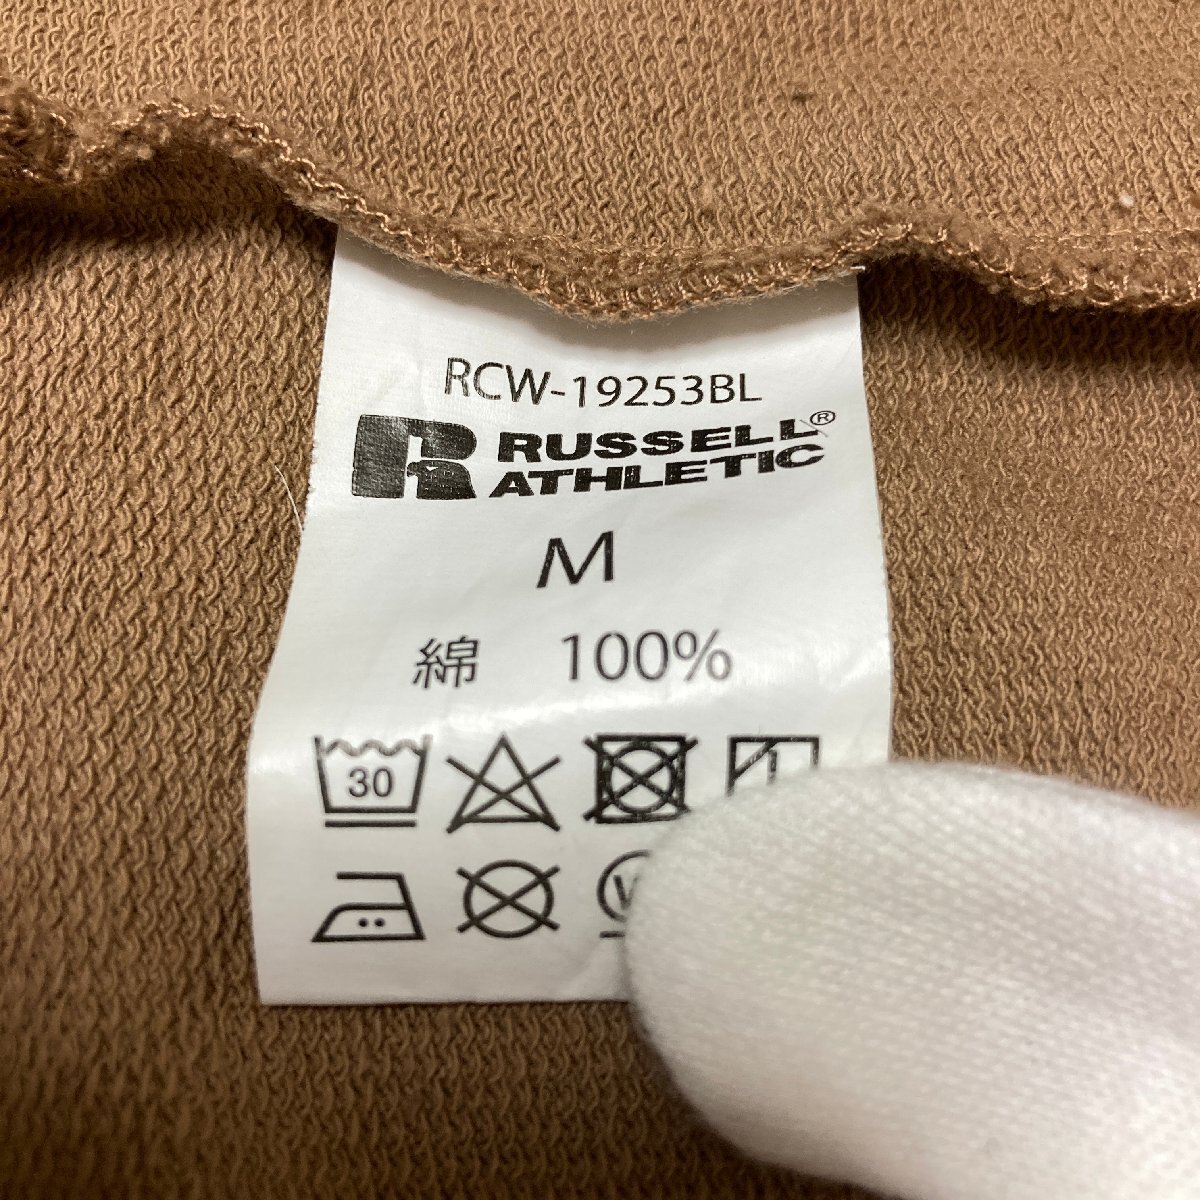 RCW-19253BL
R RUSSELL®
ATHLETIC
M
綿 100%
30
W